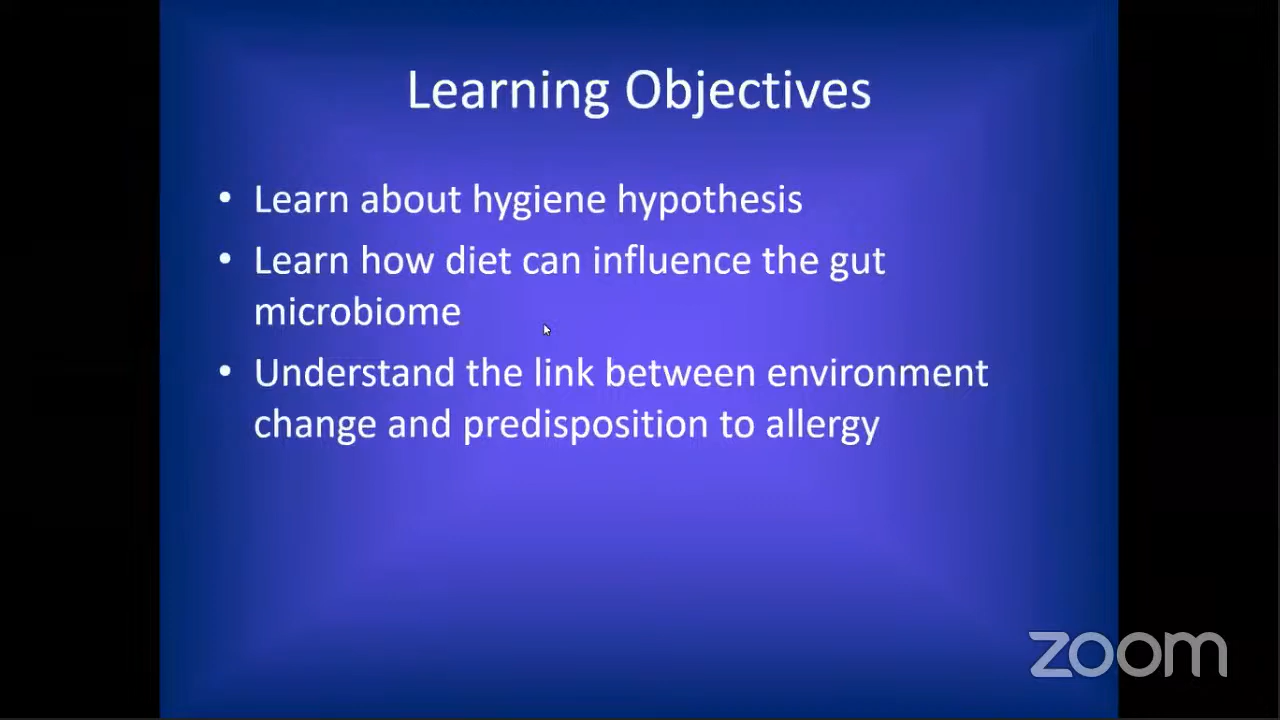 Learning Objectives
• Learn about hygiene hypothesis
• Learn how diet can influence the gut
microbiome
• Understand the link between environment
change and predisposition to allergy
zoom